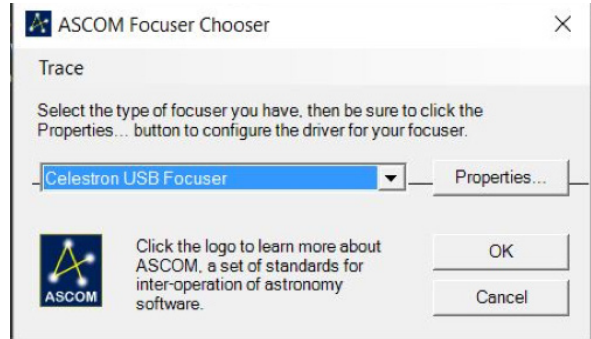 ASCOM Focuser Chooser
Trace
Select the type of focuser you have, then be sure to click the
Properties... button to configure the driver for your focuser.
Celestron USB Focuser
Properties...
Click the logo to learn more about
ASCOM, a set of standards for
inter-operation of astronomy
software.
ASCOM
OK
Cancel